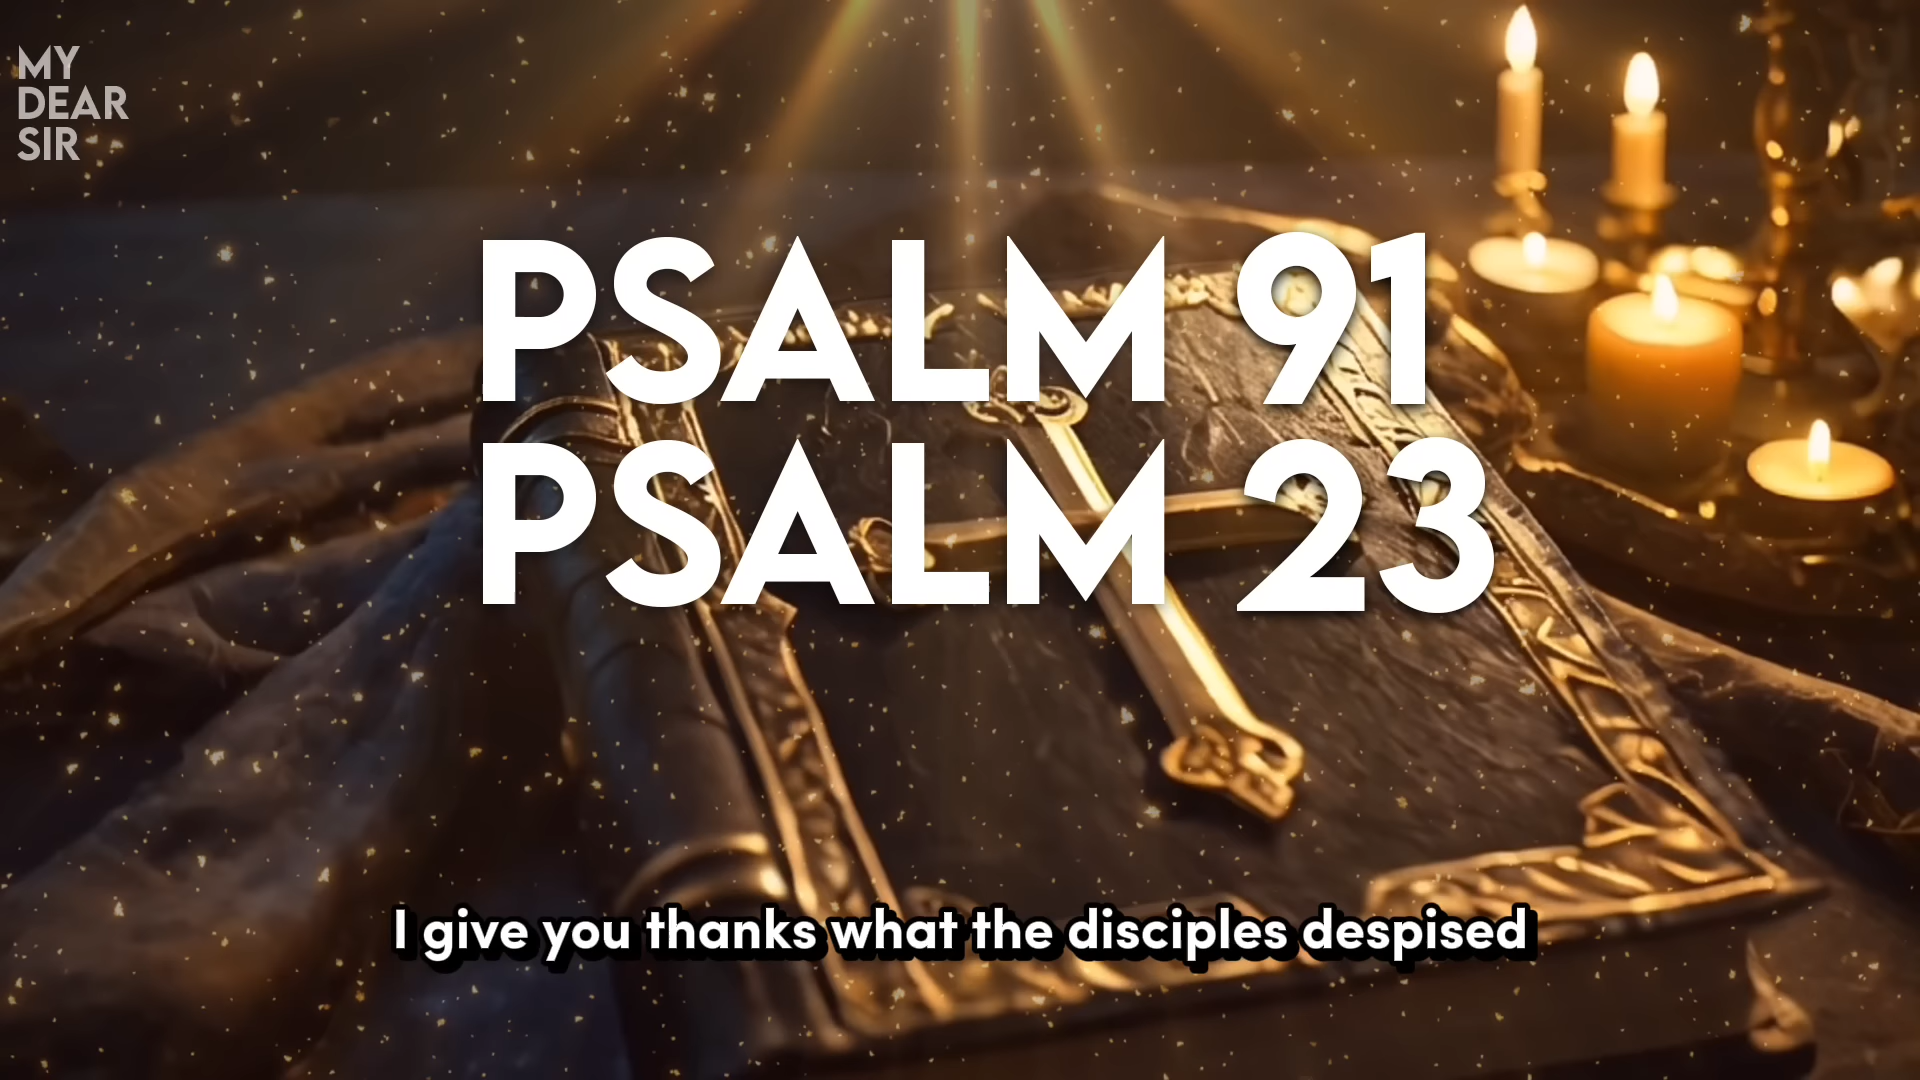 MY
DEAR
SIR
PSALM 91
PSALM 23
I give you thanks what the disciples despised